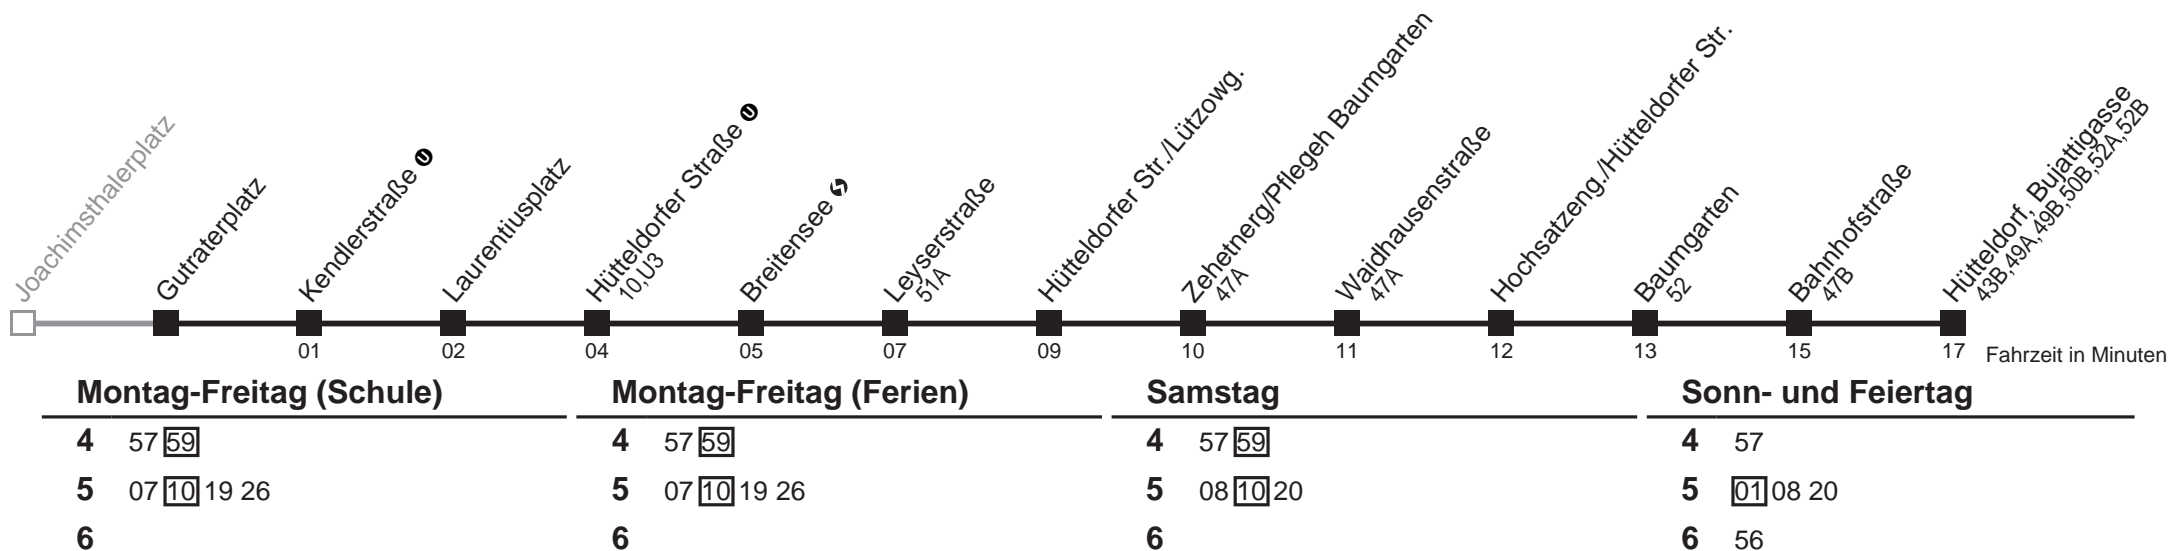 Joachimsthalerplatz
Gutraterplatz
Kendlerstraße U
Laurentiusplatz
Hütteldorfer Straße U
10,U3
Breitensee
Leyserstraße
51A
Hütteldorfer Str./Lützowg.
Zehetnerg/Pflegeh Baumgarten
47A
Waidhausenstraße
47A
Hochsatzeng./Hütteldorfer Str.
Baumgarten
52
Bahnhofstraße
47B
Hütteldorf, Bujattigasse
43B,49A,49B,50B,52A,52B
01 02 04 05 07 09 10 11 12 13 15 17 Fahrzeit in Minuten
Montag-Freitag (Schule) Montag-Freitag (Ferien) Samstag Sonn- und Feiertag
4 57 59 4 57 59 4 57 59 4 57
5 07 10 19 26 5 07 10 19 26 5 08 10 20 5 01 08 20
6 6 6 6 56